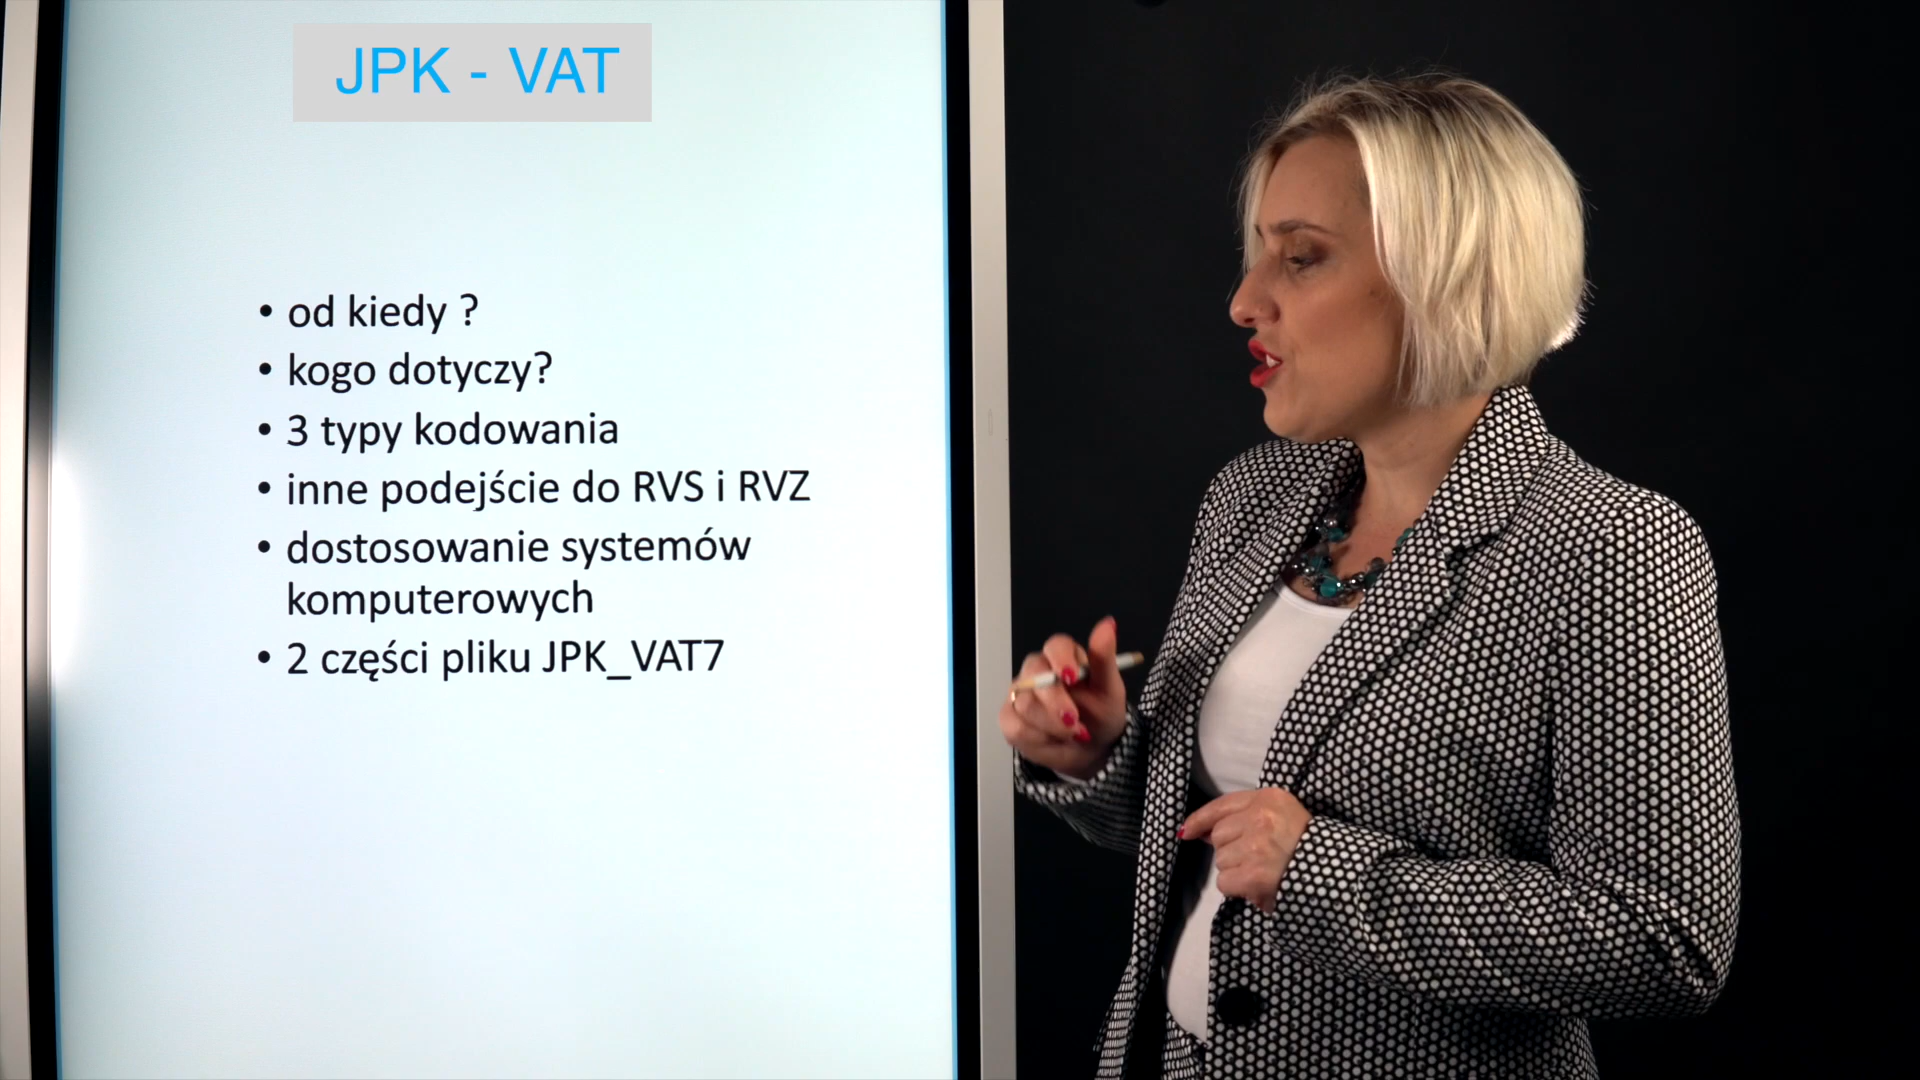 JPK - VAT
• od kiedy ?
• kogo dotyczy?
• 3 typy kodowania
• inne podejście do RVS i RVZ
• dostosowanie systemów
komputerowych
• 2 części pliku JPK_VAT7